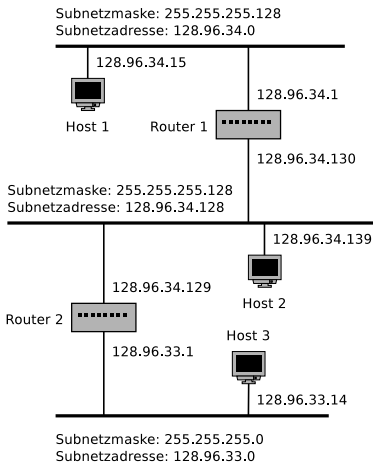 Subnetzmaske: 255.255.255.128
Subnetzadresse: 128.96.34.0
128.96.34.15
128.96.34.1
Host 1
Router 1
128.96.34.130
Subnetzmaske: 255.255.255.128
Subnetzadresse: 128.96.34.128
128.96.34.139
128.96.34.129
Host 2
Router 2
Host 3
128.96.33.1
128.96.33.14
Subnetzmaske: 255.255.255.0
Subnetzadresse: 128.96.33.0